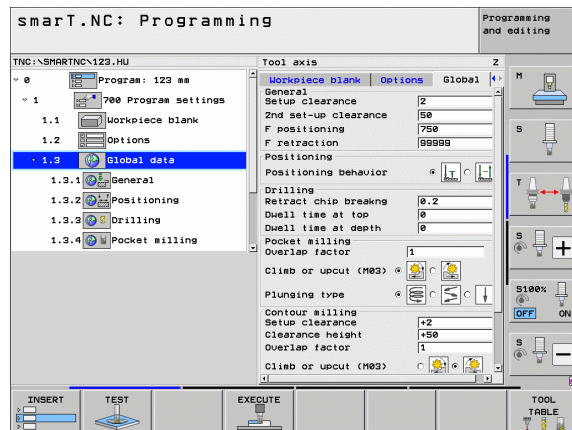 smarT.NC: Programming
Programming and editing
TNC:\SMARTNC\123.HU
Tool axis Z
0 Program: 123 mm
1 700 Program settings
1.1 Workpiece blank
1.2 Options
1.3 Global data
1.3.1 General
1.3.2 Positioning
1.3.3 Drilling
1.3.4 Pocket milling
Workpiece blank Options Global
General
Setup clearance 2
2nd set-up clearance 50
F positioning 750
F retraction 99999
Positioning
Positioning behavior
Drilling
Retract chip breakng 0.2
Dwell time at top 0
Dwell time at depth 0
Pocket milling
Overlap factor 1
Climb or upcut (M03)
Plunging type
Contour milling
Setup clearance +2
Clearance height +50
Overlap factor 1
Climb or upcut (M03)
M
S
T
S
S100%
OFF ON
S
INSERT
TEST
EXECUTE
TOOL TABLE